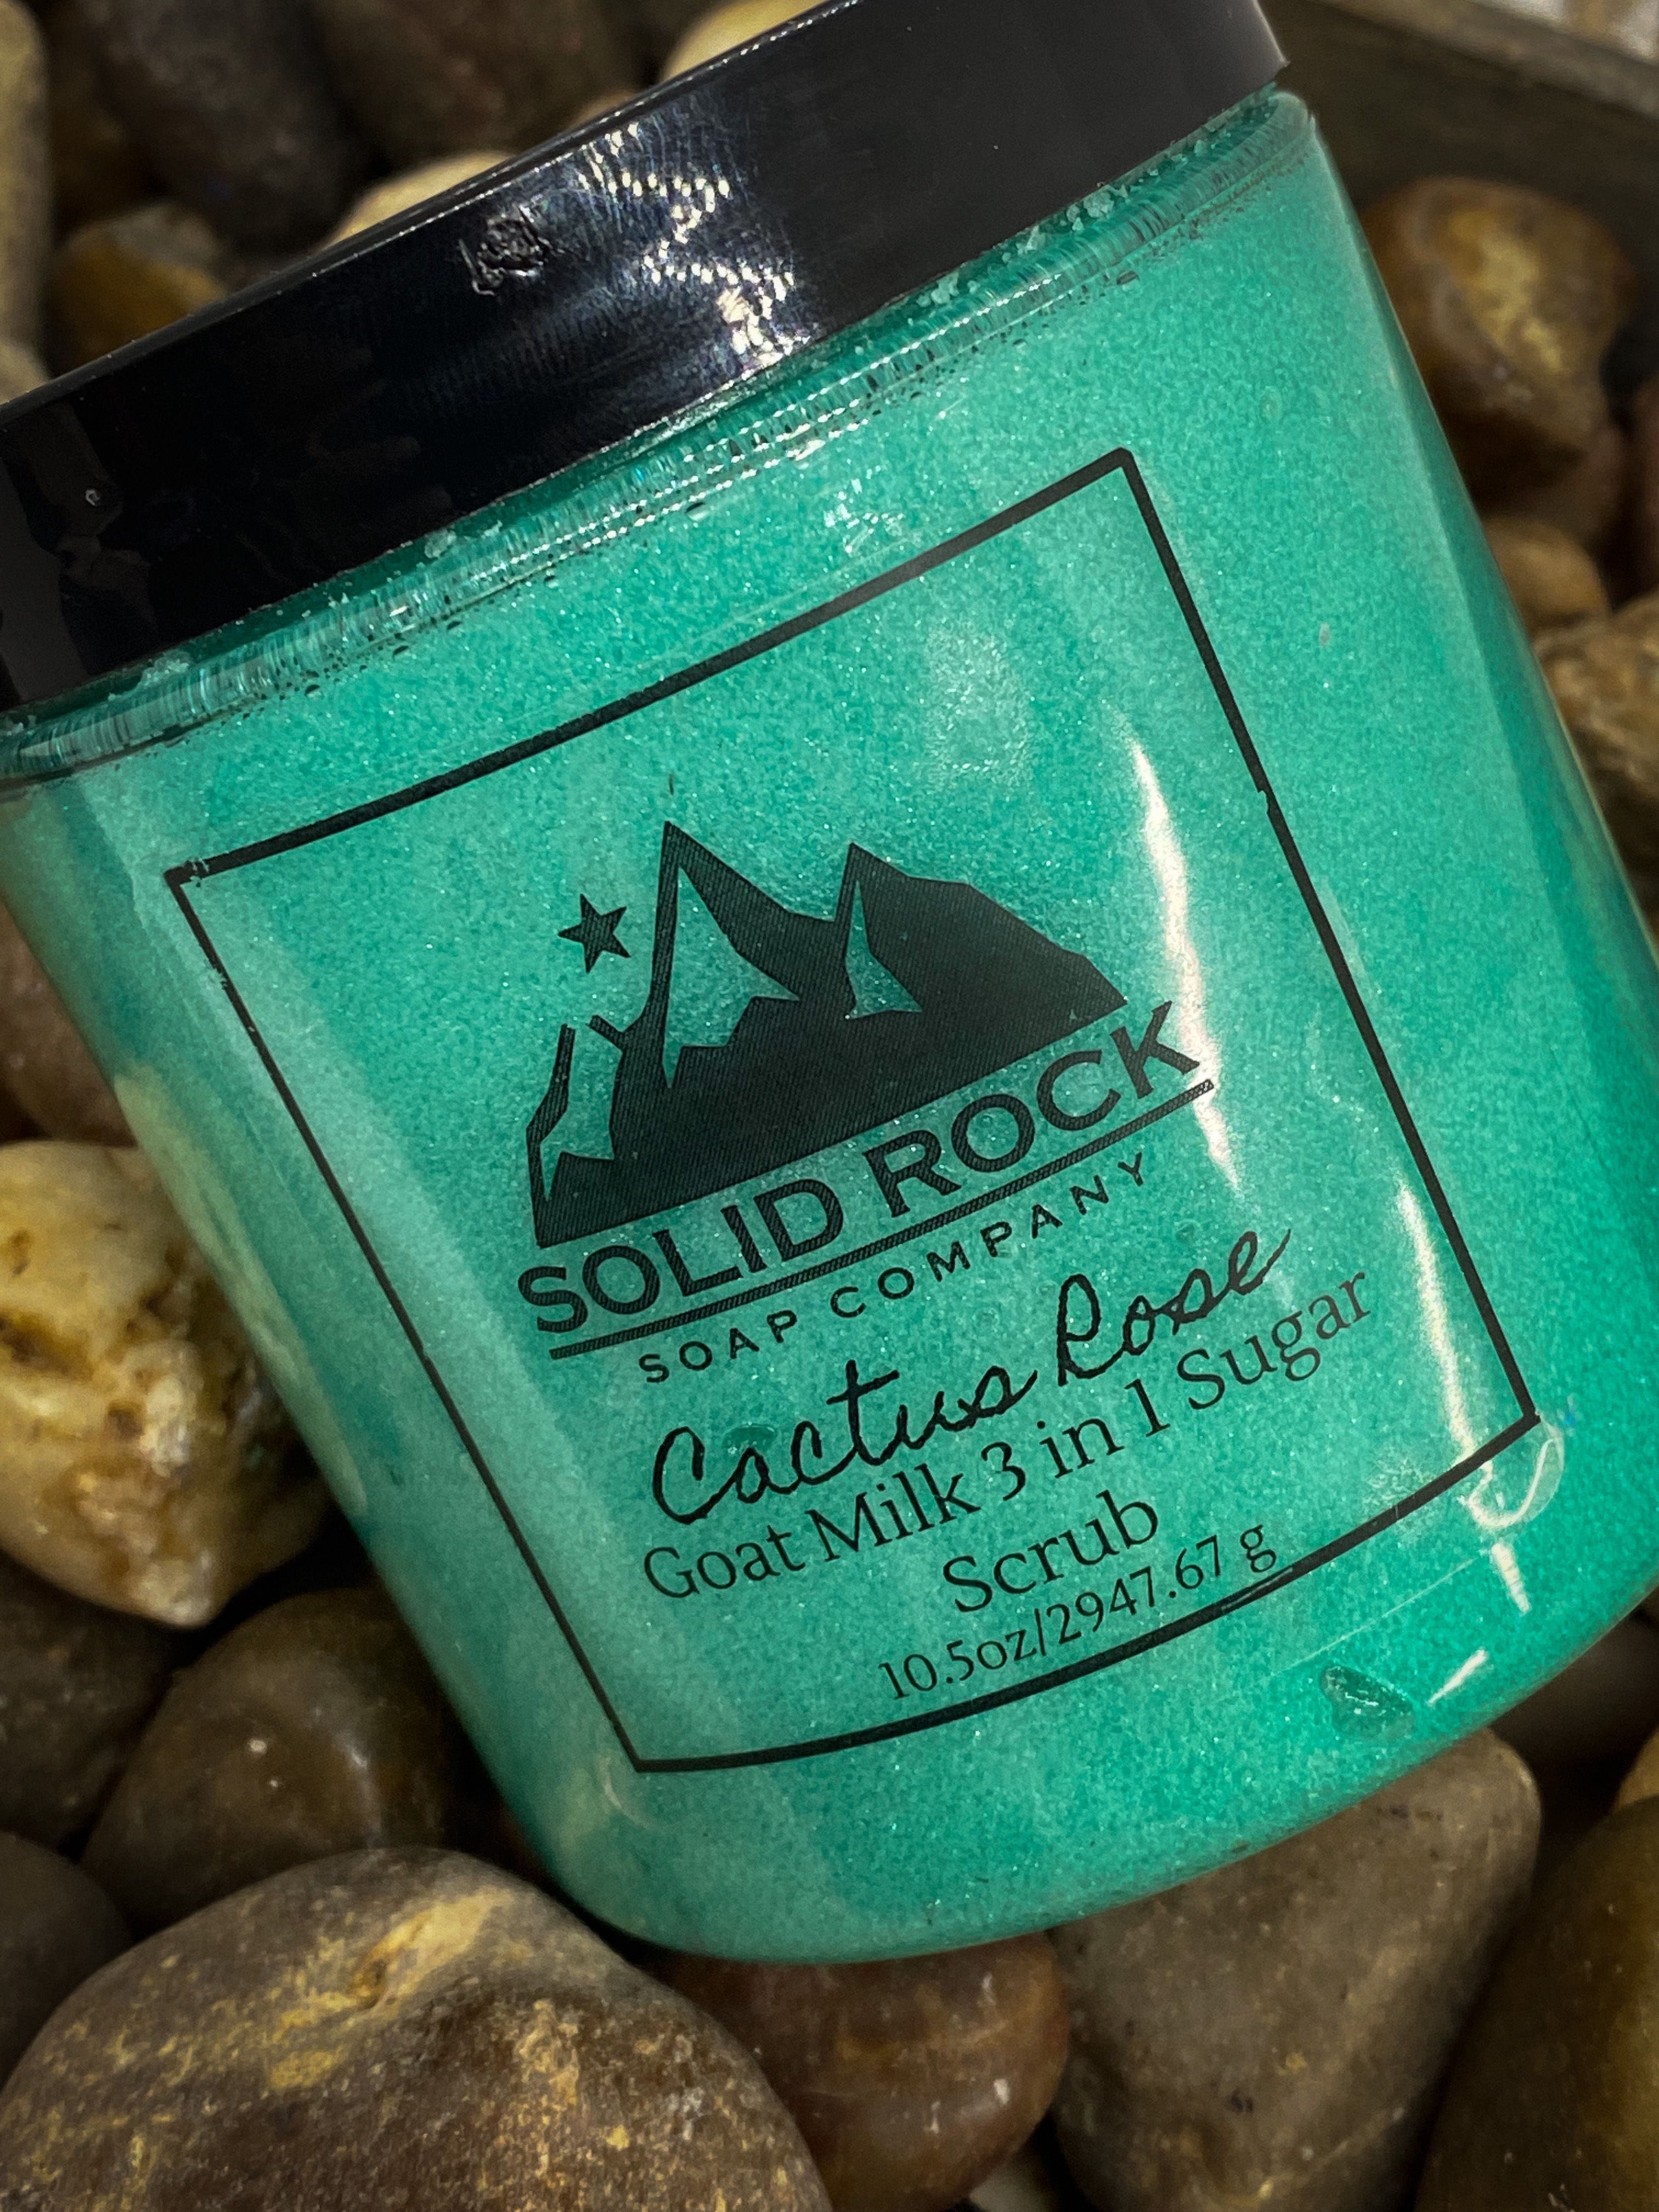 SOLID ROCK
SOAP COMPANY
Cactus Rose
Goat Milk 3 in 1 Sugar
Scrub
10.5oz/2947.67 g